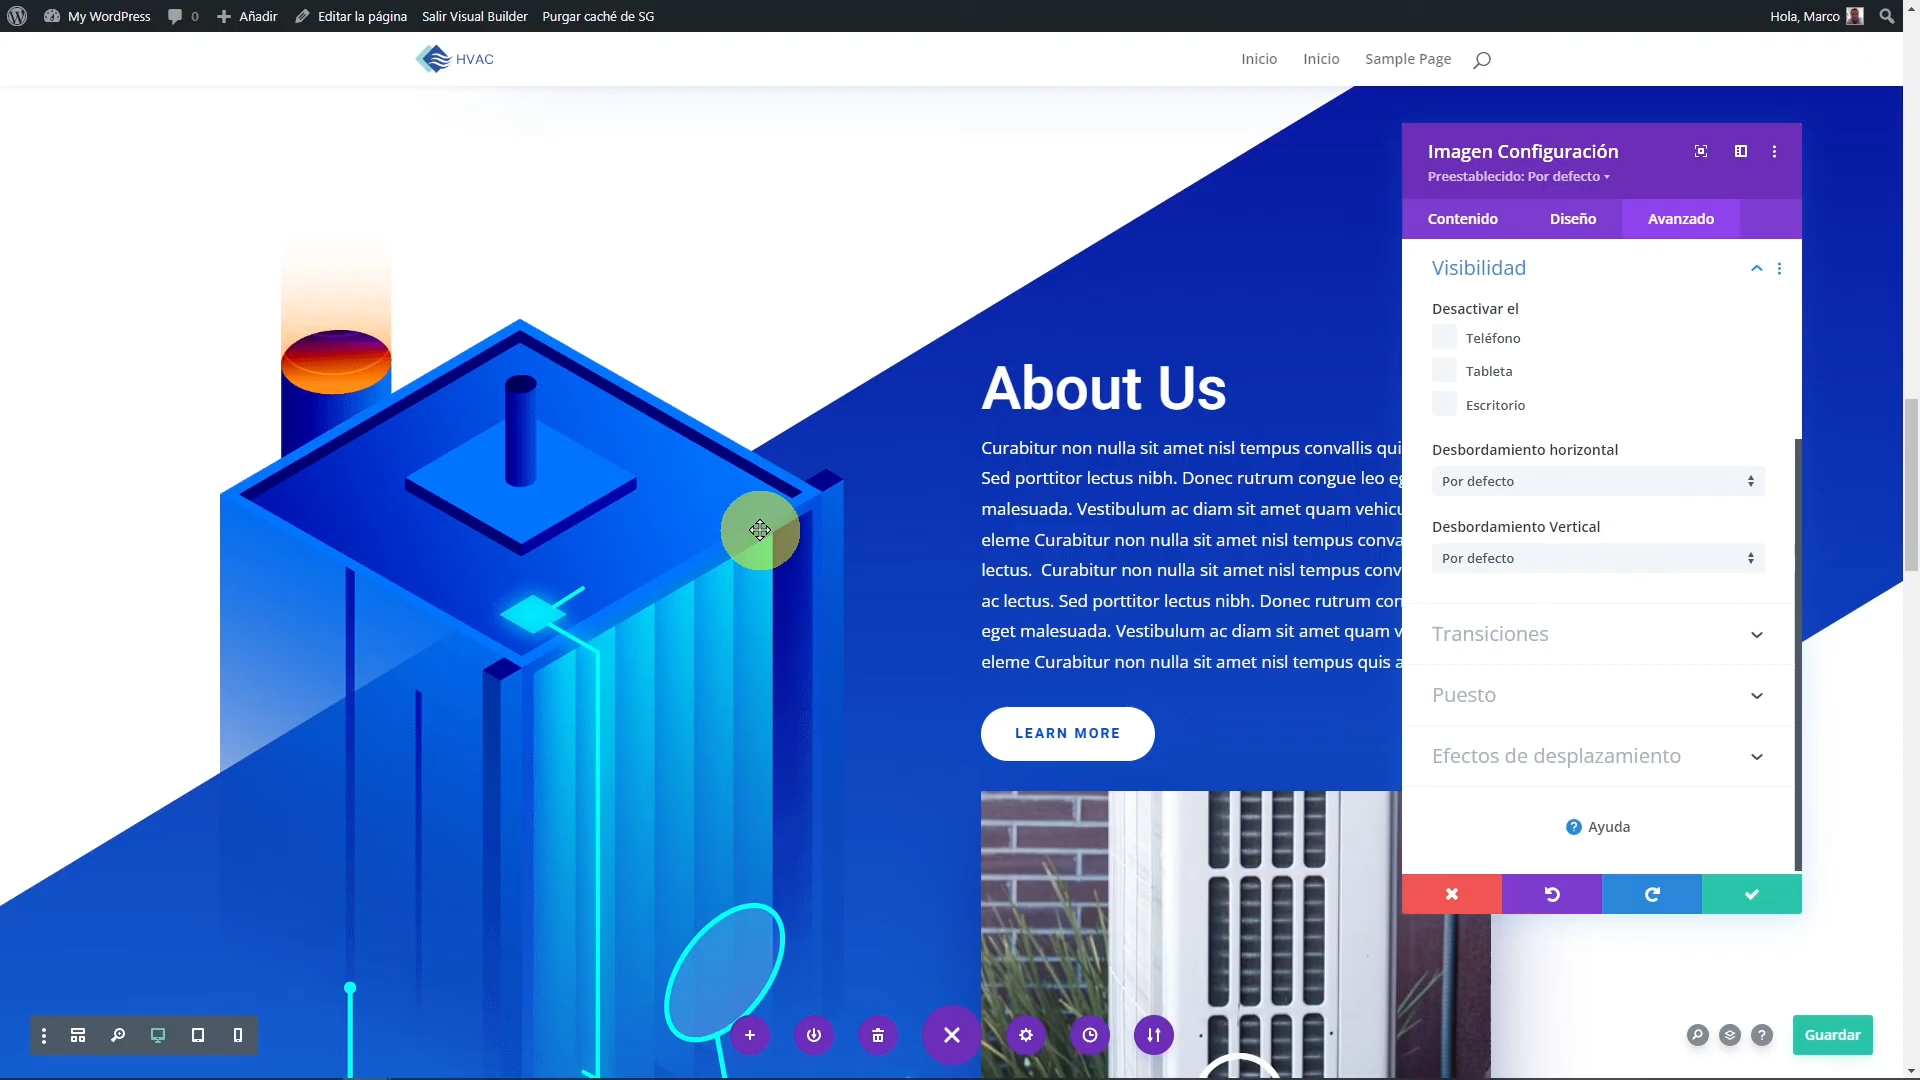 My WordPress 0 Añadir Editar la página Salir Visual Builder Purgar caché de SG Hola, Marco
HVAC Inicio Inicio Sample Page
Imagen Configuración
Preestablecido: Por defecto
Contenido Diseño Avanzado
Visibilidad
Desactivar el
Teléfono
Tableta
Escritorio
Desbordamiento horizontal
Por defecto
Desbordamiento Vertical
Por defecto
Transiciones
Puesto
Efectos de desplazamiento
? Ayuda
About Us
Curabitur non nulla sit amet nisl tempus convallis qui
Sed porttitor lectus nibh. Donec rutrum congue leo eg
malesuada. Vestibulum ac diam sit amet quam vehicu
eleme Curabitur non nulla sit amet nisl tempus conva
lectus. Curabitur non nulla sit amet nisl tempus conv
ac lectus. Sed porttitor lectus nibh. Donec rutrum con
eget malesuada. Vestibulum ac diam sit amet quam v
eleme Curabitur non nulla sit amet nisl tempus quis a
LEARN MORE
? Guardar